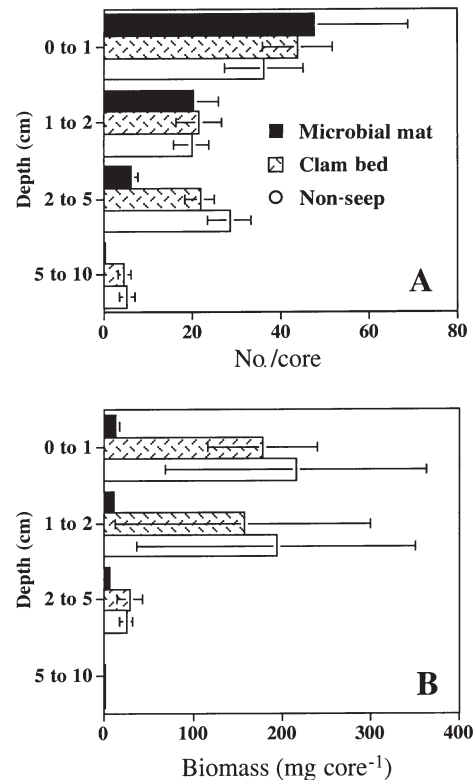 0 to 1
1 to 2
2 to 5
5 to 10
Depth (cm)
Microbial mat
Clam bed
Non-seep
A
0 20 40 60 80
No./core
0 to 1
1 to 2
2 to 5
5 to 10
Depth (cm)
B
0 100 200 300 400
Biomass (mg core⁻¹)